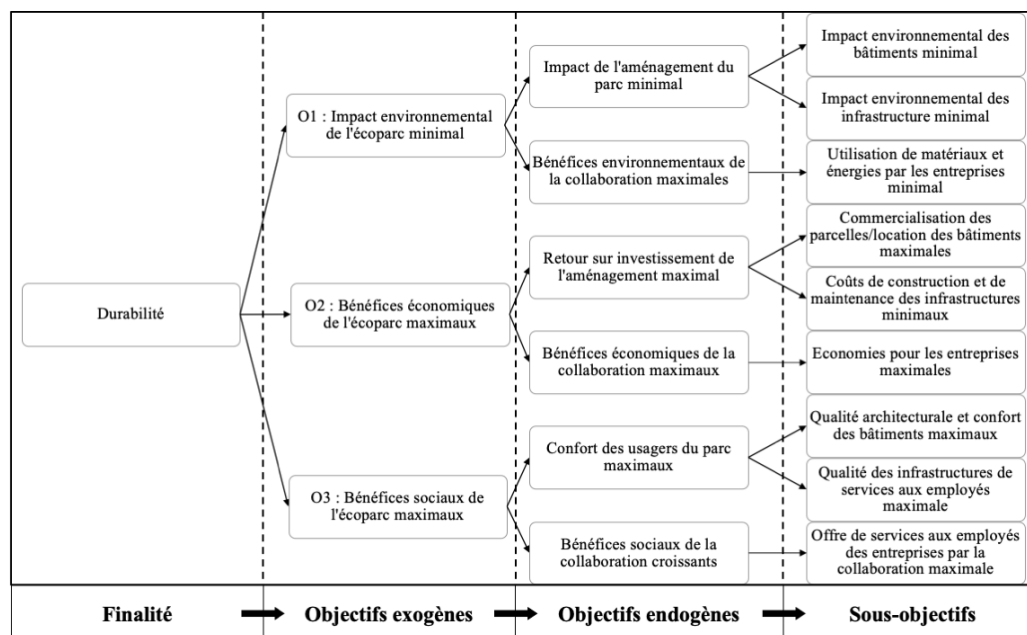 Durabilité
O1 : Impact environnemental
de l'écoparc minimal
O2 : Bénéfices économiques
de l'écoparc maximaux
O3 : Bénéfices sociaux de
l'écoparc maximaux
Impact de l'aménagement du
parc minimal
Bénéfices environnementaux de
la collaboration maximales
Retour sur investissement de
l'aménagement maximal
Bénéfices économiques de la
collaboration maximaux
Confort des usagers du parc
maximaux
Bénéfices sociaux de la
collaboration croissants
Impact environnemental des
bâtiments minimal
Impact environnemental des
infrastructure minimal
Utilisation de matériaux et
énergies par les entreprises
minimal
Commercialisation des
parcelles/location des bâtiments
maximales
Coûts de construction et de
maintenance des infrastructures
minimaux
Economies pour les entreprises
maximales
Qualité architecturale et confort
des bâtiments maximaux
Qualité des infrastructures de
services aux employés
maximale
Offre de services aux employés
des entreprises par la
collaboration maximale
Finalité
Objectifs exogènes
Objectifs endogènes
Sous-objectifs